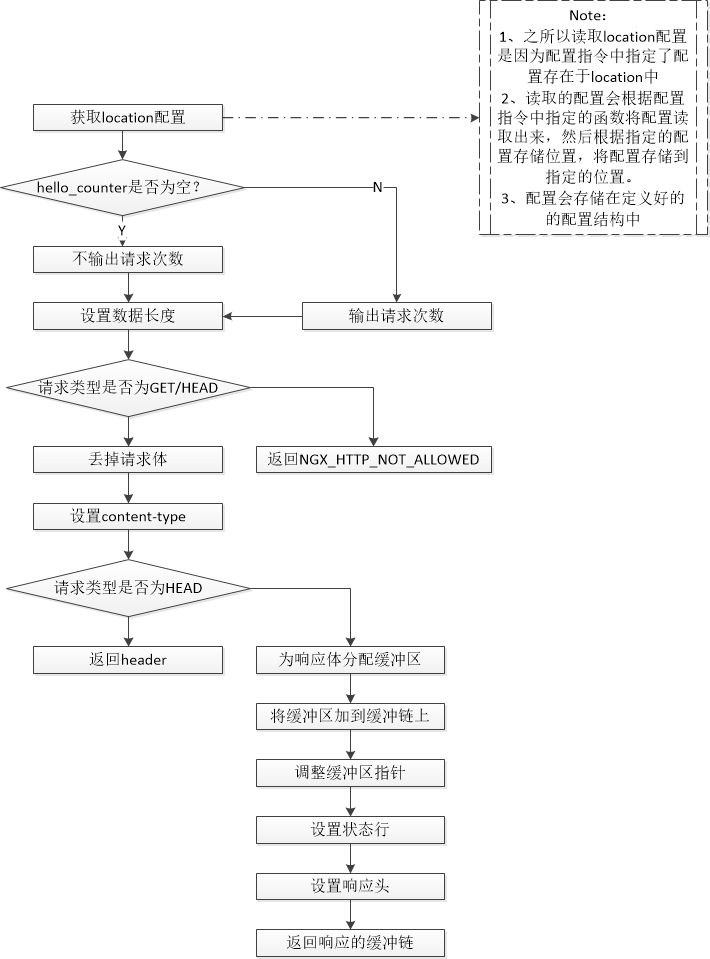 Note：
1、之所以读取location配置
是因为配置指令中指定了配
置存在于location中
2、读取的配置会根据配置
指令中指定的函数将配置读
取出来，然后根据指定的配
置存储位置，将配置存储到
指定的位置。
3、配置会存储在定义好的
的配置结构中
获取location配置
hello_counter是否为空？
N
Y
不输出请求次数
设置数据长度
输出请求次数
请求类型是否为GET/HEAD
丢掉请求体
返回NGX_HTTP_NOT_ALLOWED
设置content-type
请求类型是否为HEAD
返回header
为响应体分配缓冲区
将缓冲区加到缓冲链上
调整缓冲区指针
设置状态行
设置响应头
返回响应的缓冲链